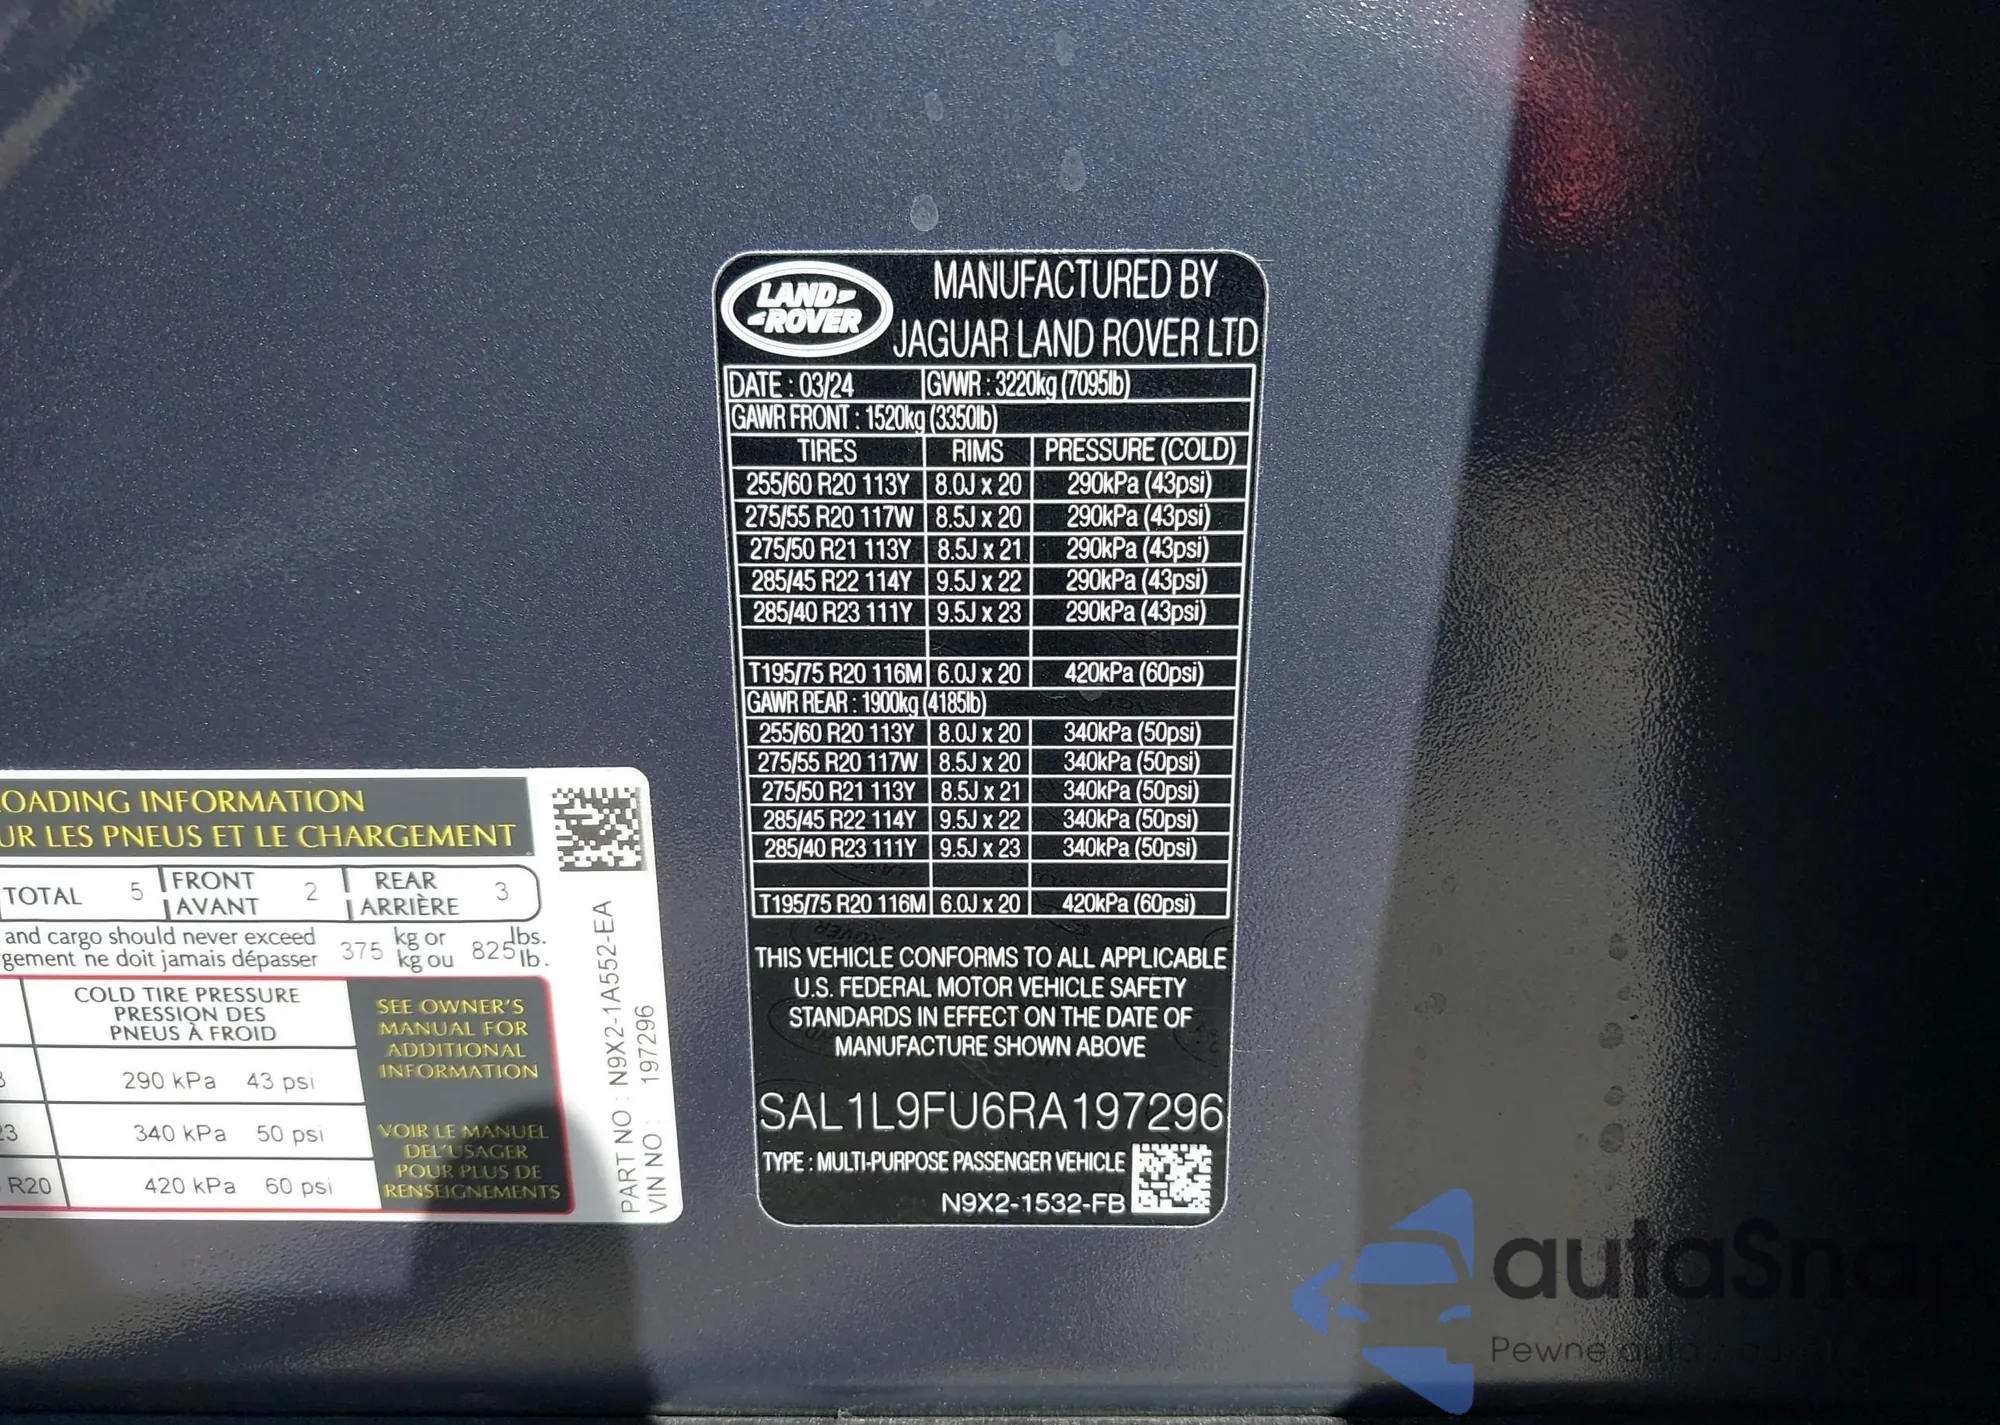 LAND
ROVER
MANUFACTURED BY
JAGUAR LAND ROVER LTD
DATE : 03/24 GVWR : 3220kg (7095lb)
GAWR FRONT : 1520kg (3350lb)
TIRES RIMS PRESSURE (COLD)
255/60 R20 113Y 8.0J x 20 290kPa (43psi)
275/55 R20 117W 8.5J x 20 290kPa (43psi)
275/50 R21 113Y 8.5J x 21 290kPa (43psi)
285/45 R22 114Y 9.5J x 22 290kPa (43psi)
285/40 R23 111Y 9.5J x 23 290kPa (43psi)
T195/75 R20 116M 6.0J x 20 420kPa (60psi)
GAWR REAR : 1900kg (4185lb)
255/60 R20 113Y 8.0J x 20 340kPa (50psi)
275/55 R20 117W 8.5J x 20 340kPa (50psi)
275/50 R21 113Y 8.5J x 21 340kPa (50psi)
285/45 R22 114Y 9.5J x 22 340kPa (50psi)
285/40 R23 111Y 9.5J x 23 340kPa (50psi)
T195/75 R20 116M 6.0J x 20 420kPa (60psi)
THIS VEHICLE CONFORMS TO ALL APPLICABLE
U.S. FEDERAL MOTOR VEHICLE SAFETY
STANDARDS IN EFFECT ON THE DATE OF
MANUFACTURE SHOWN ABOVE
SAL1L9FU6RA197296
TYPE : MULTI-PURPOSE PASSENGER VEHICLE
N9X2-1532-FB
OADING INFORMATION
UR LES PNEUS ET LE CHARGEMENT
TOTAL 5 FRONT 2 REAR 3
AVANT ARRIÈRE
and cargo should never exceed 375 kg or 825 lbs.
gement ne doit jamais dépasser kg ou lb.
COLD TIRE PRESSURE
PRESSION DES
PNEUS À FROID
290 kPa 43 psi
23 340 kPa 50 psi
R20 420 kPa 60 psi
SEE OWNER'S
MANUAL FOR
ADDITIONAL
INFORMATION
VOIR LE MANUEL
DEL'USAGER
POUR PLUS DE
RENSEIGNEMENTS
PART NO : N9X2-1A552-EA
VIN NO : 197296
autaSnap
Pewne auta